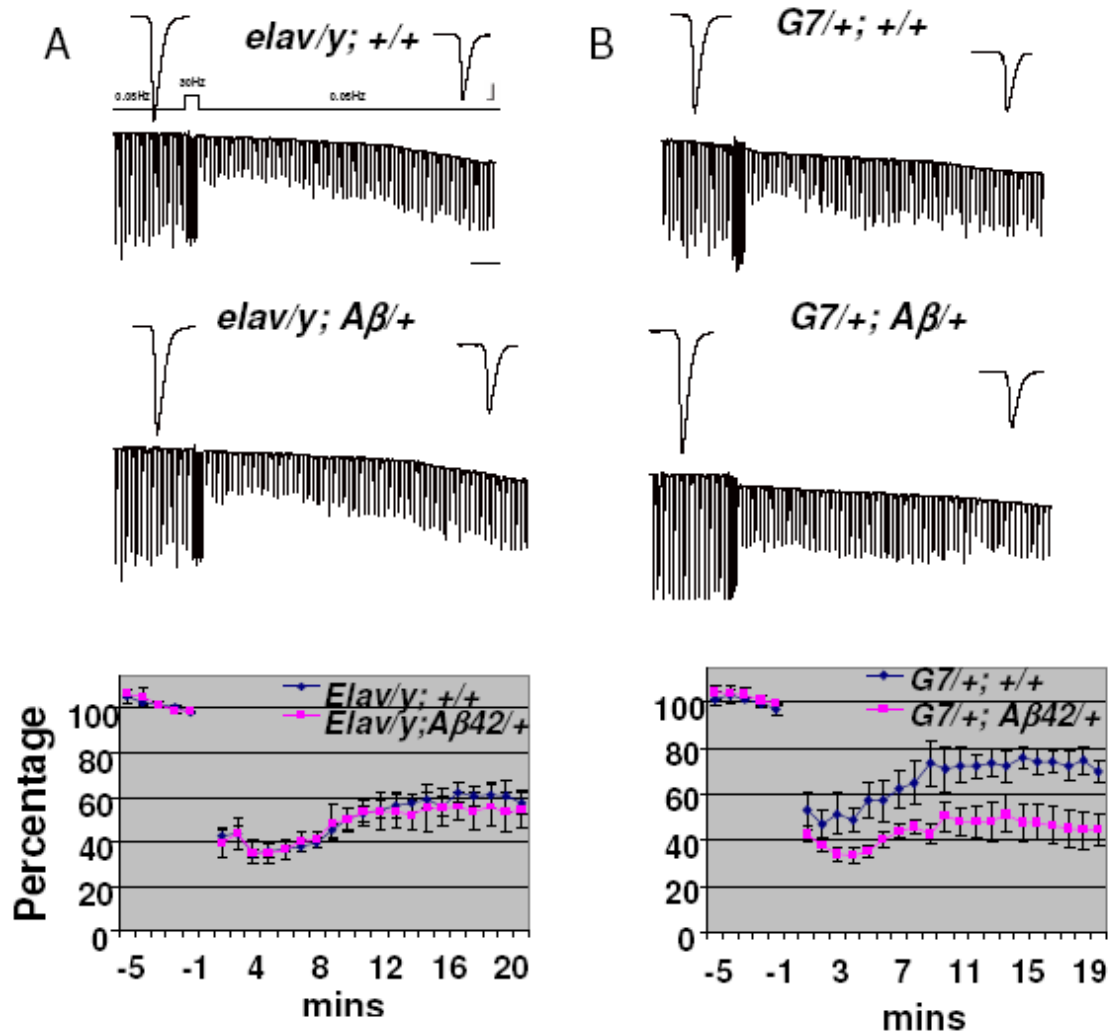 A
elav/y; +/+
0.05Hz
30Hz
0.05Hz
elav/y; Aβ/+
Elav/y; +/+
Elav/y;Aβ42/+
Percentage
100
80
60
40
20
0
-5 4 8 12 16 20
mins
B
G7/+; +/+
G7/+; Aβ/+
G7/+; +/+
G7/+; Aβ42/+
100
80
60
40
20
0
-5 -1 3 7 11 15 19
mins